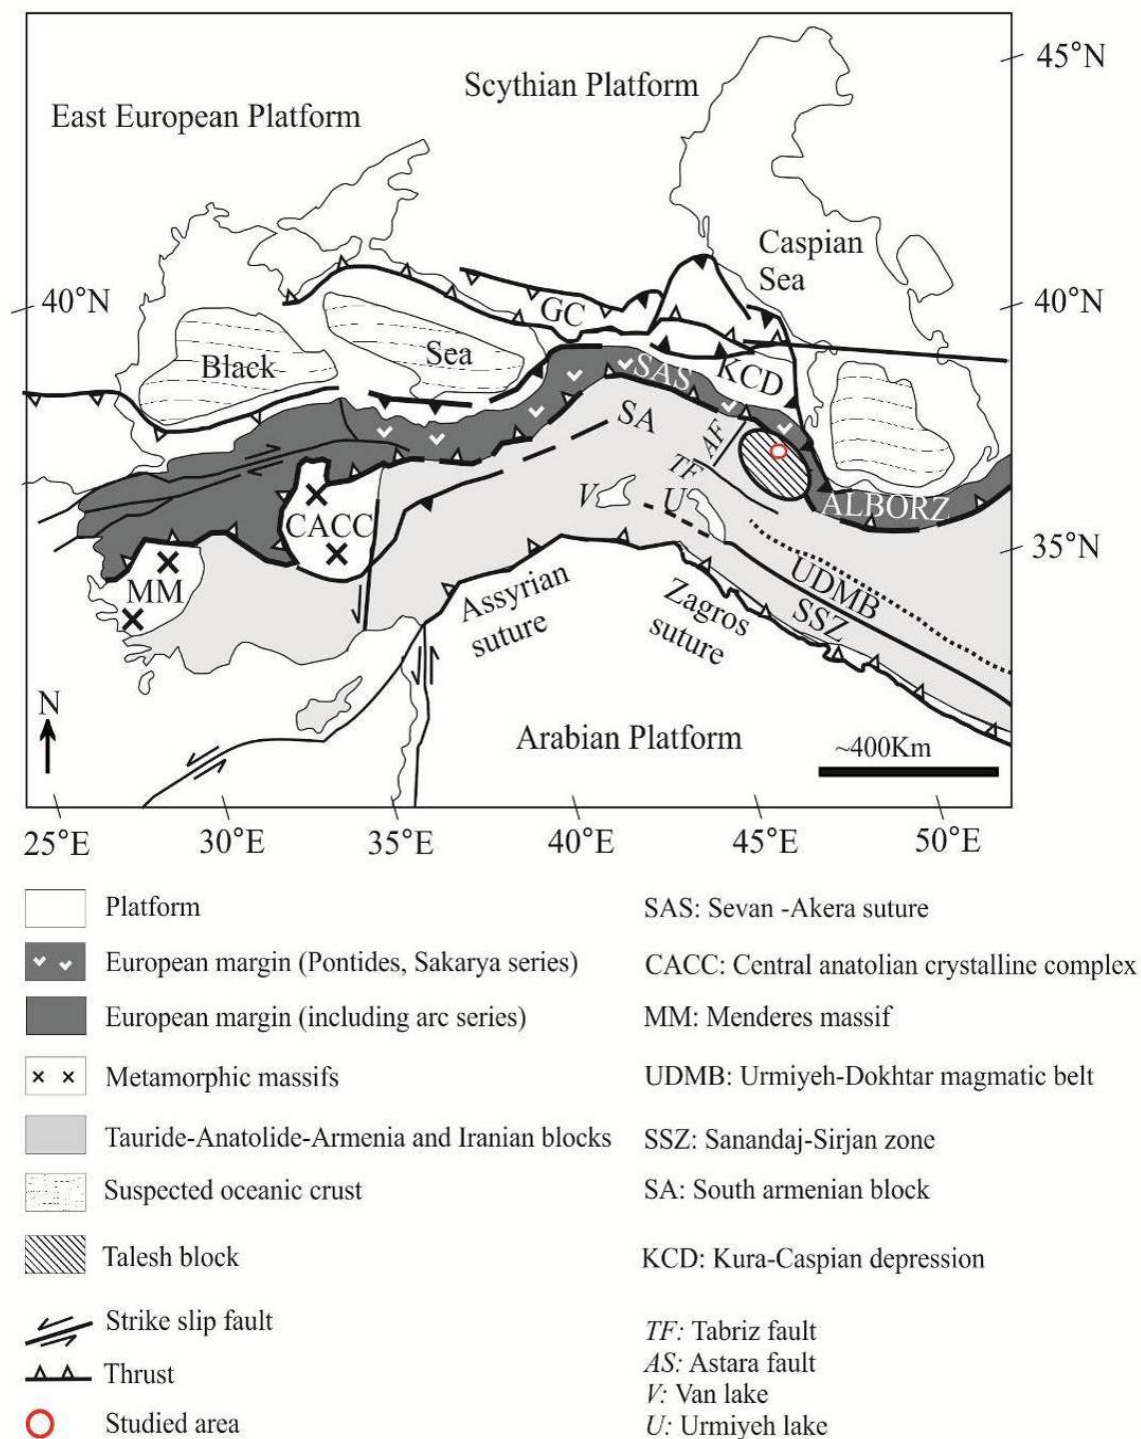 45°N
Scythian Platform
East European Platform
Caspian
Sea
40°N
40°N
GC
Black
Sea
SAS
KCD
SA
AF
TF
V
U
ALBORZ
CACC
35°N
MM
UDMB
SSZ
Assyrian
suture
Zagros
suture
N
Arabian Platform
~400Km
25°E
30°E
35°E
40°E
45°E
50°E
Platform
European margin (Pontides, Sakarya series)
European margin (including arc series)
Metamorphic massifs
Tauride-Anatolide-Armenia and Iranian blocks
Suspected oceanic crust
Talesh block
Strike slip fault
Thrust
Studied area
SAS: Sevan -Akera suture
CACC: Central anatolian crystalline complex
MM: Menderes massif
UDMB: Urmiyeh-Dokhtar magmatic belt
SSZ: Sanandaj-Sirjan zone
SA: South armenian block
KCD: Kura-Caspian depression
TF: Tabriz fault
AS: Astara fault
V: Van lake
U: Urmiyeh lake